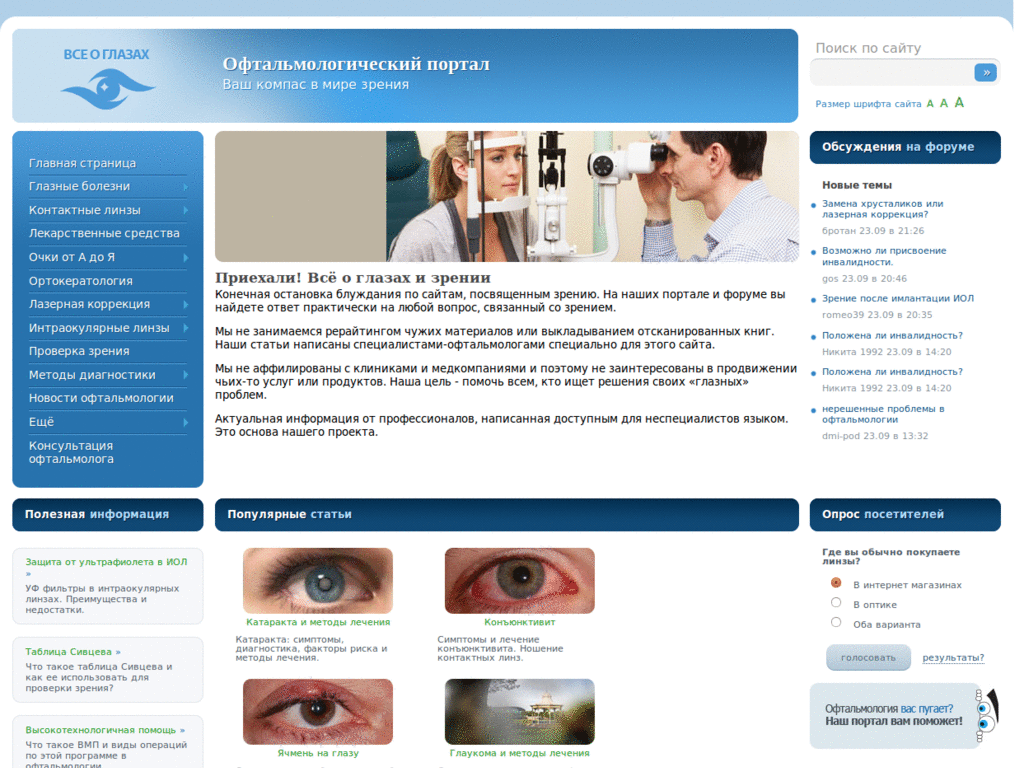 ВСЕ О ГЛАЗАХ
Офтальмологический портал
Ваш компас в мире зрения
Поиск по сайту
»
Размер шрифта сайта A A A
Главная страница
Глазные болезни
Контактные линзы
Лекарственные средства
Очки от А до Я
Ортокератология
Лазерная коррекция
Интраокулярные линзы
Проверка зрения
Методы диагностики
Новости офтальмологии
Ещё
Консультация
офтальмолога
Приехали! Всё о глазах и зрении
Конечная остановка блуждания по сайтам, посвященным зрению. На наших портале и форуме вы
найдете ответ практически на любой вопрос, связанный со зрением.
Мы не занимаемся рерайтингом чужих материалов или выкладыванием отсканированных книг.
Наши статьи написаны специалистами-офтальмологами специально для этого сайта.
Мы не аффилированы с клиниками и медкомпаниями и поэтому не заинтересованы в продвижении
чьих-то услуг или продуктов. Наша цель - помочь всем, кто ищет решения своих «глазных»
проблем.
Актуальная информация от профессионалов, написанная доступным для неспециалистов языком.
Это основа нашего проекта.
Обсуждения на форуме
Новые темы
Замена хрусталиков или
лазерная коррекция?
бротан 23.09 в 21:26
Возможно ли присвоение
инвалидности.
gos 23.09 в 20:46
Зрение после имлантации ИОЛ
romeo39 23.09 в 20:35
Положена ли инвалидность?
Никита 1992 23.09 в 14:20
Положена ли инвалидность?
Никита 1992 23.09 в 14:20
нерешенные проблемы в
офтальмологии
dmi-pod 23.09 в 13:32
Полезная информация
Защита от ультрафиолета в ИОЛ
»
УФ фильтры в интраокулярных
линзах. Преимущества и
недостатки.
Таблица Сивцева »
Что такое таблица Сивцева и
как ее использовать для
проверки зрения?
Высокотехнологичная помощь »
Что такое ВМП и виды операций
по этой программе в
офтальмологии
Популярные статьи
Катаракта и методы лечения
Катаракта: симптомы,
диагностика, факторы риска и
методы лечения.
Конъюнктивит
Симптомы и лечение
конъюнктивита. Ношение
контактных линз.
Ячмень на глазу
Глаукома и методы лечения
Опрос посетителей
Где вы обычно покупаете
линзы?
В интернет магазинах
В оптике
Оба варианта
голосовать
результаты?
Офтальмология вас пугает?
Наш портал вам поможет!